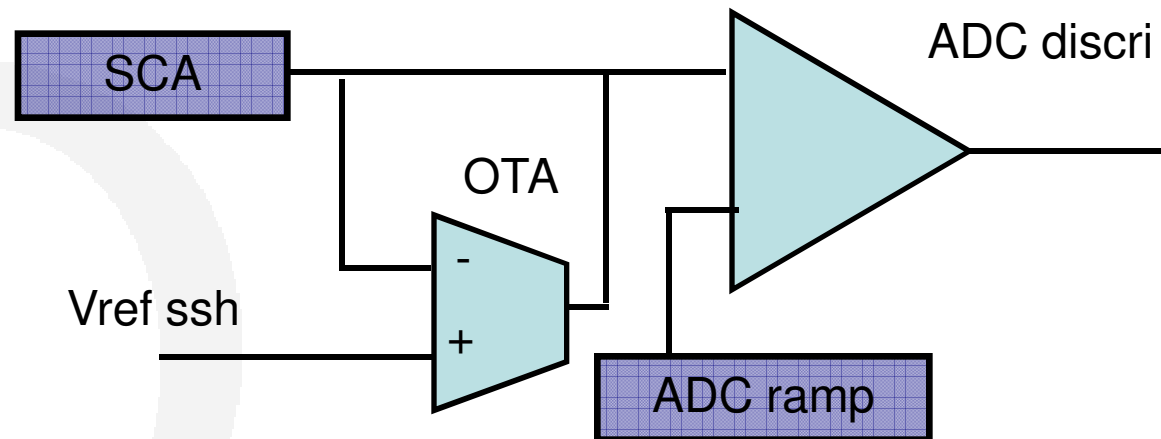 SCA
ADC discri
OTA
-
Vref ssh
+
ADC ramp